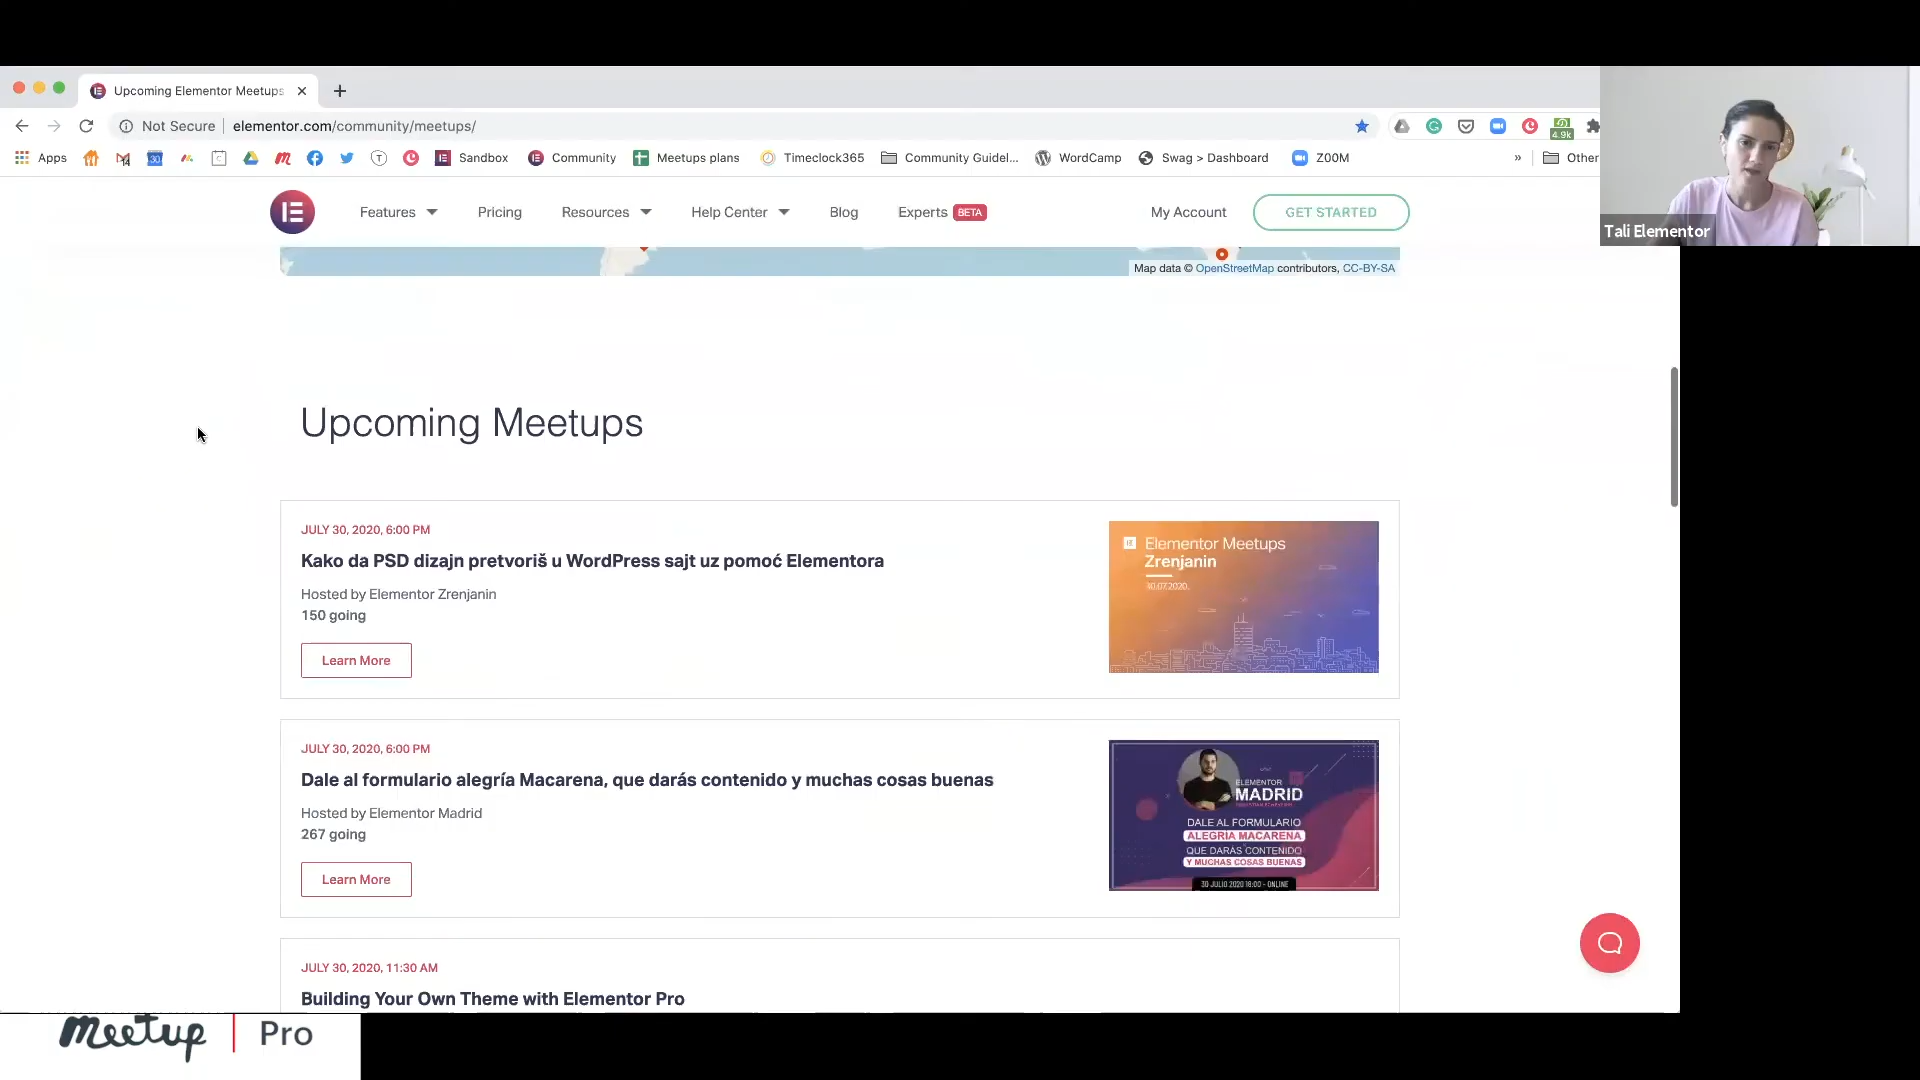 Upcoming Elementor Meetups
Not Secure
elementor.com/community/meetups/
4.9k
Apps
Sandbox
Community
Meetups plans
Timeclock365
Community Guidel...
WordCamp
Swag > Dashboard
ZOOM
»
Other
Tali Elementor
Features
Pricing
Resources
Help Center
Blog
Experts BETA
My Account
GET STARTED
Map data © OpenStreetMap contributors, CC-BY-SA
Upcoming Meetups
JULY 30, 2020, 6:00 PM
Kako da PSD dizajn pretvoriš u WordPress sajt uz pomoć Elementora
Hosted by Elementor Zrenjanin
150 going
Learn More
Elementor Meetups
Zrenjanin
30.07.2020.
JULY 30, 2020, 6:00 PM
Dale al formulario alegría Macarena, que darás contenido y muchas cosas buenas
Hosted by Elementor Madrid
267 going
Learn More
ELEMENTOR
MADRID
DALE AL FORMULARIO
ALEGRIA MACARENA
QUE DARAS CONTENIDO
Y MUCHAS COSAS BUENAS
30 JULIO 2020 18:00 - ONLINE
JULY 30, 2020, 11:30 AM
Building Your Own Theme with Elementor Pro
meetup | Pro